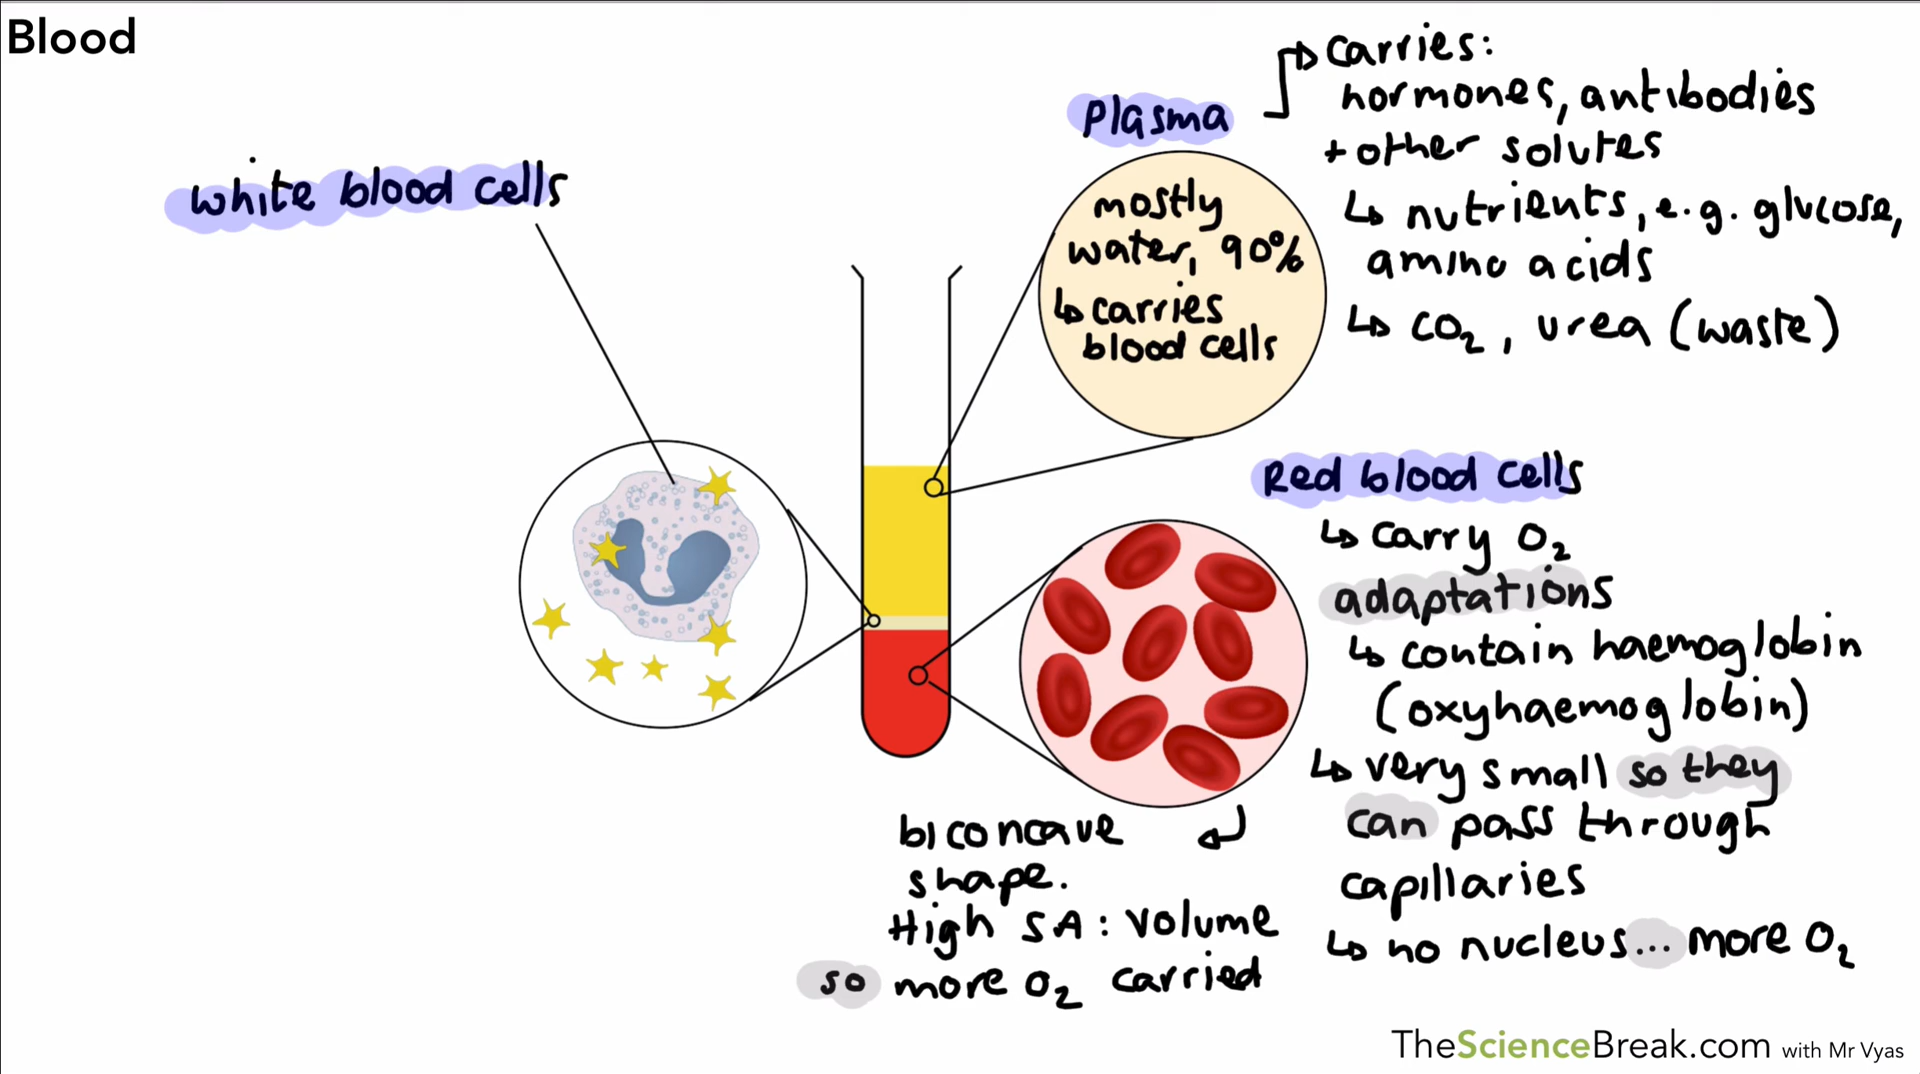 Blood
white blood cells
Plasma
mostly
water, 90%
↳ carries
blood cells
carries:
hormones, antibodies
+ other solutes
↳ nutrients, e.g. glucose,
amino acids
↳ CO₂, urea (waste)
Red blood cells
↳ carry O₂
adaptations
↳ contain haemoglobin
(oxyhaemoglobin)
↳ very small so they
can pass through
capillaries
↳ no nucleus... more O₂
biconcave
shape.
High SA: volume
so more O₂ carried
TheScienceBreak.com with Mr Vyas